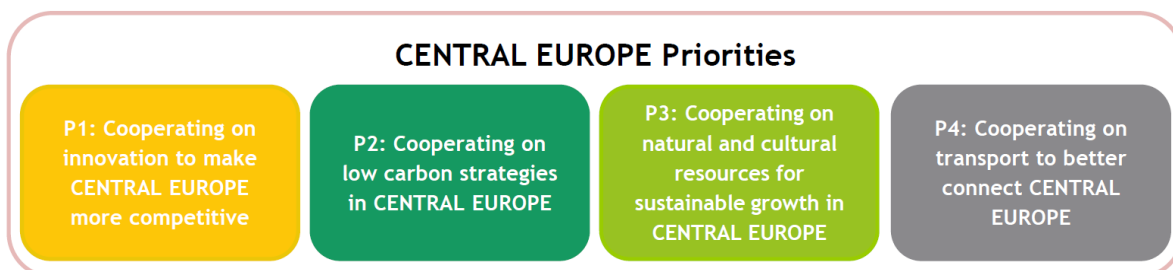 CENTRAL EUROPE Priorities
P1: Cooperating on
innovation to make
CENTRAL EUROPE
more competitive
P2: Cooperating on
low carbon strategies
in CENTRAL EUROPE
P3: Cooperating on
natural and cultural
resources for
sustainable growth in
CENTRAL EUROPE
P4: Cooperating on
transport to better
connect CENTRAL
EUROPE